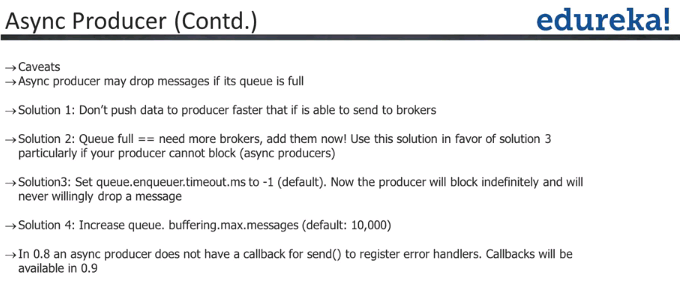 Async Producer (Contd.)
edureka!
→Caveats
→Async producer may drop messages if its queue is full
→Solution 1: Don't push data to producer faster that if is able to send to brokers
→Solution 2: Queue full == need more brokers, add them now! Use this solution in favor of solution 3
particularly if your producer cannot block (async producers)
→Solution3: Set queue.enqueuer.timeout.ms to -1 (default). Now the producer will block indefinitely and will
never willingly drop a message
→Solution 4: Increase queue. buffering.max.messages (default: 10,000)
→In 0.8 an async producer does not have a callback for send() to register error handlers. Callbacks will be
available in 0.9